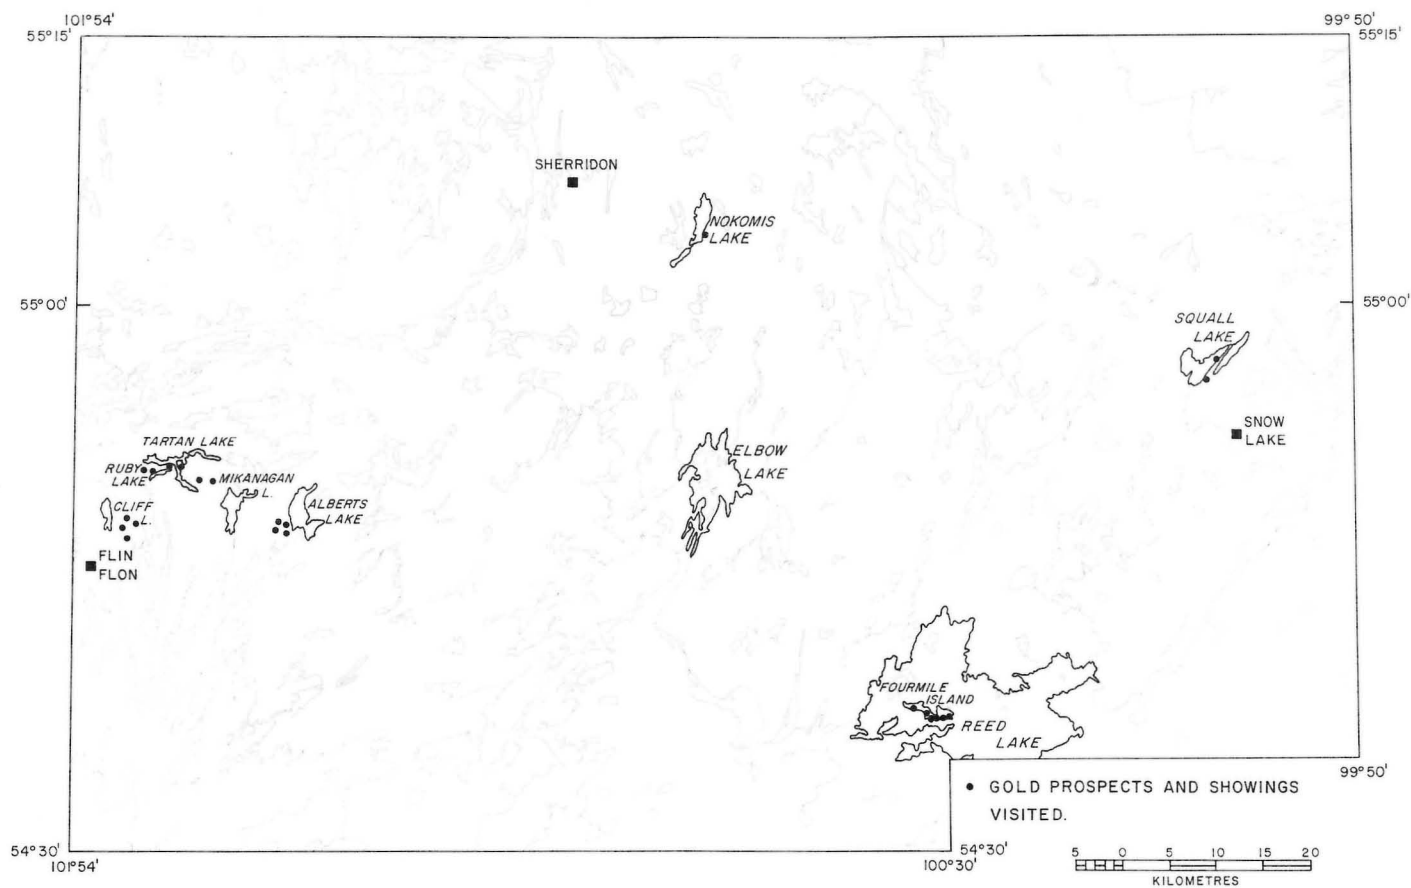 101°54'
99°50'
55°15'
55°15'
SHERRIDON
NOKOMIS
LAKE
55°00'
55°00'
SQUALL
LAKE
SNOW
LAKE
TARTAN LAKE
RUBY
LAKE
MIKANAGAN
L.
CLIFF
L.
ALBERTS
LAKE
ELBOW
LAKE
FLIN
FLON
FOURMILE
ISLAND
REED
LAKE
99°50'
• GOLD PROSPECTS AND SHOWINGS
VISITED.
54°30'
101°54'
54°30'
100°30'
5 0 5 10 15 20
KILOMETRES